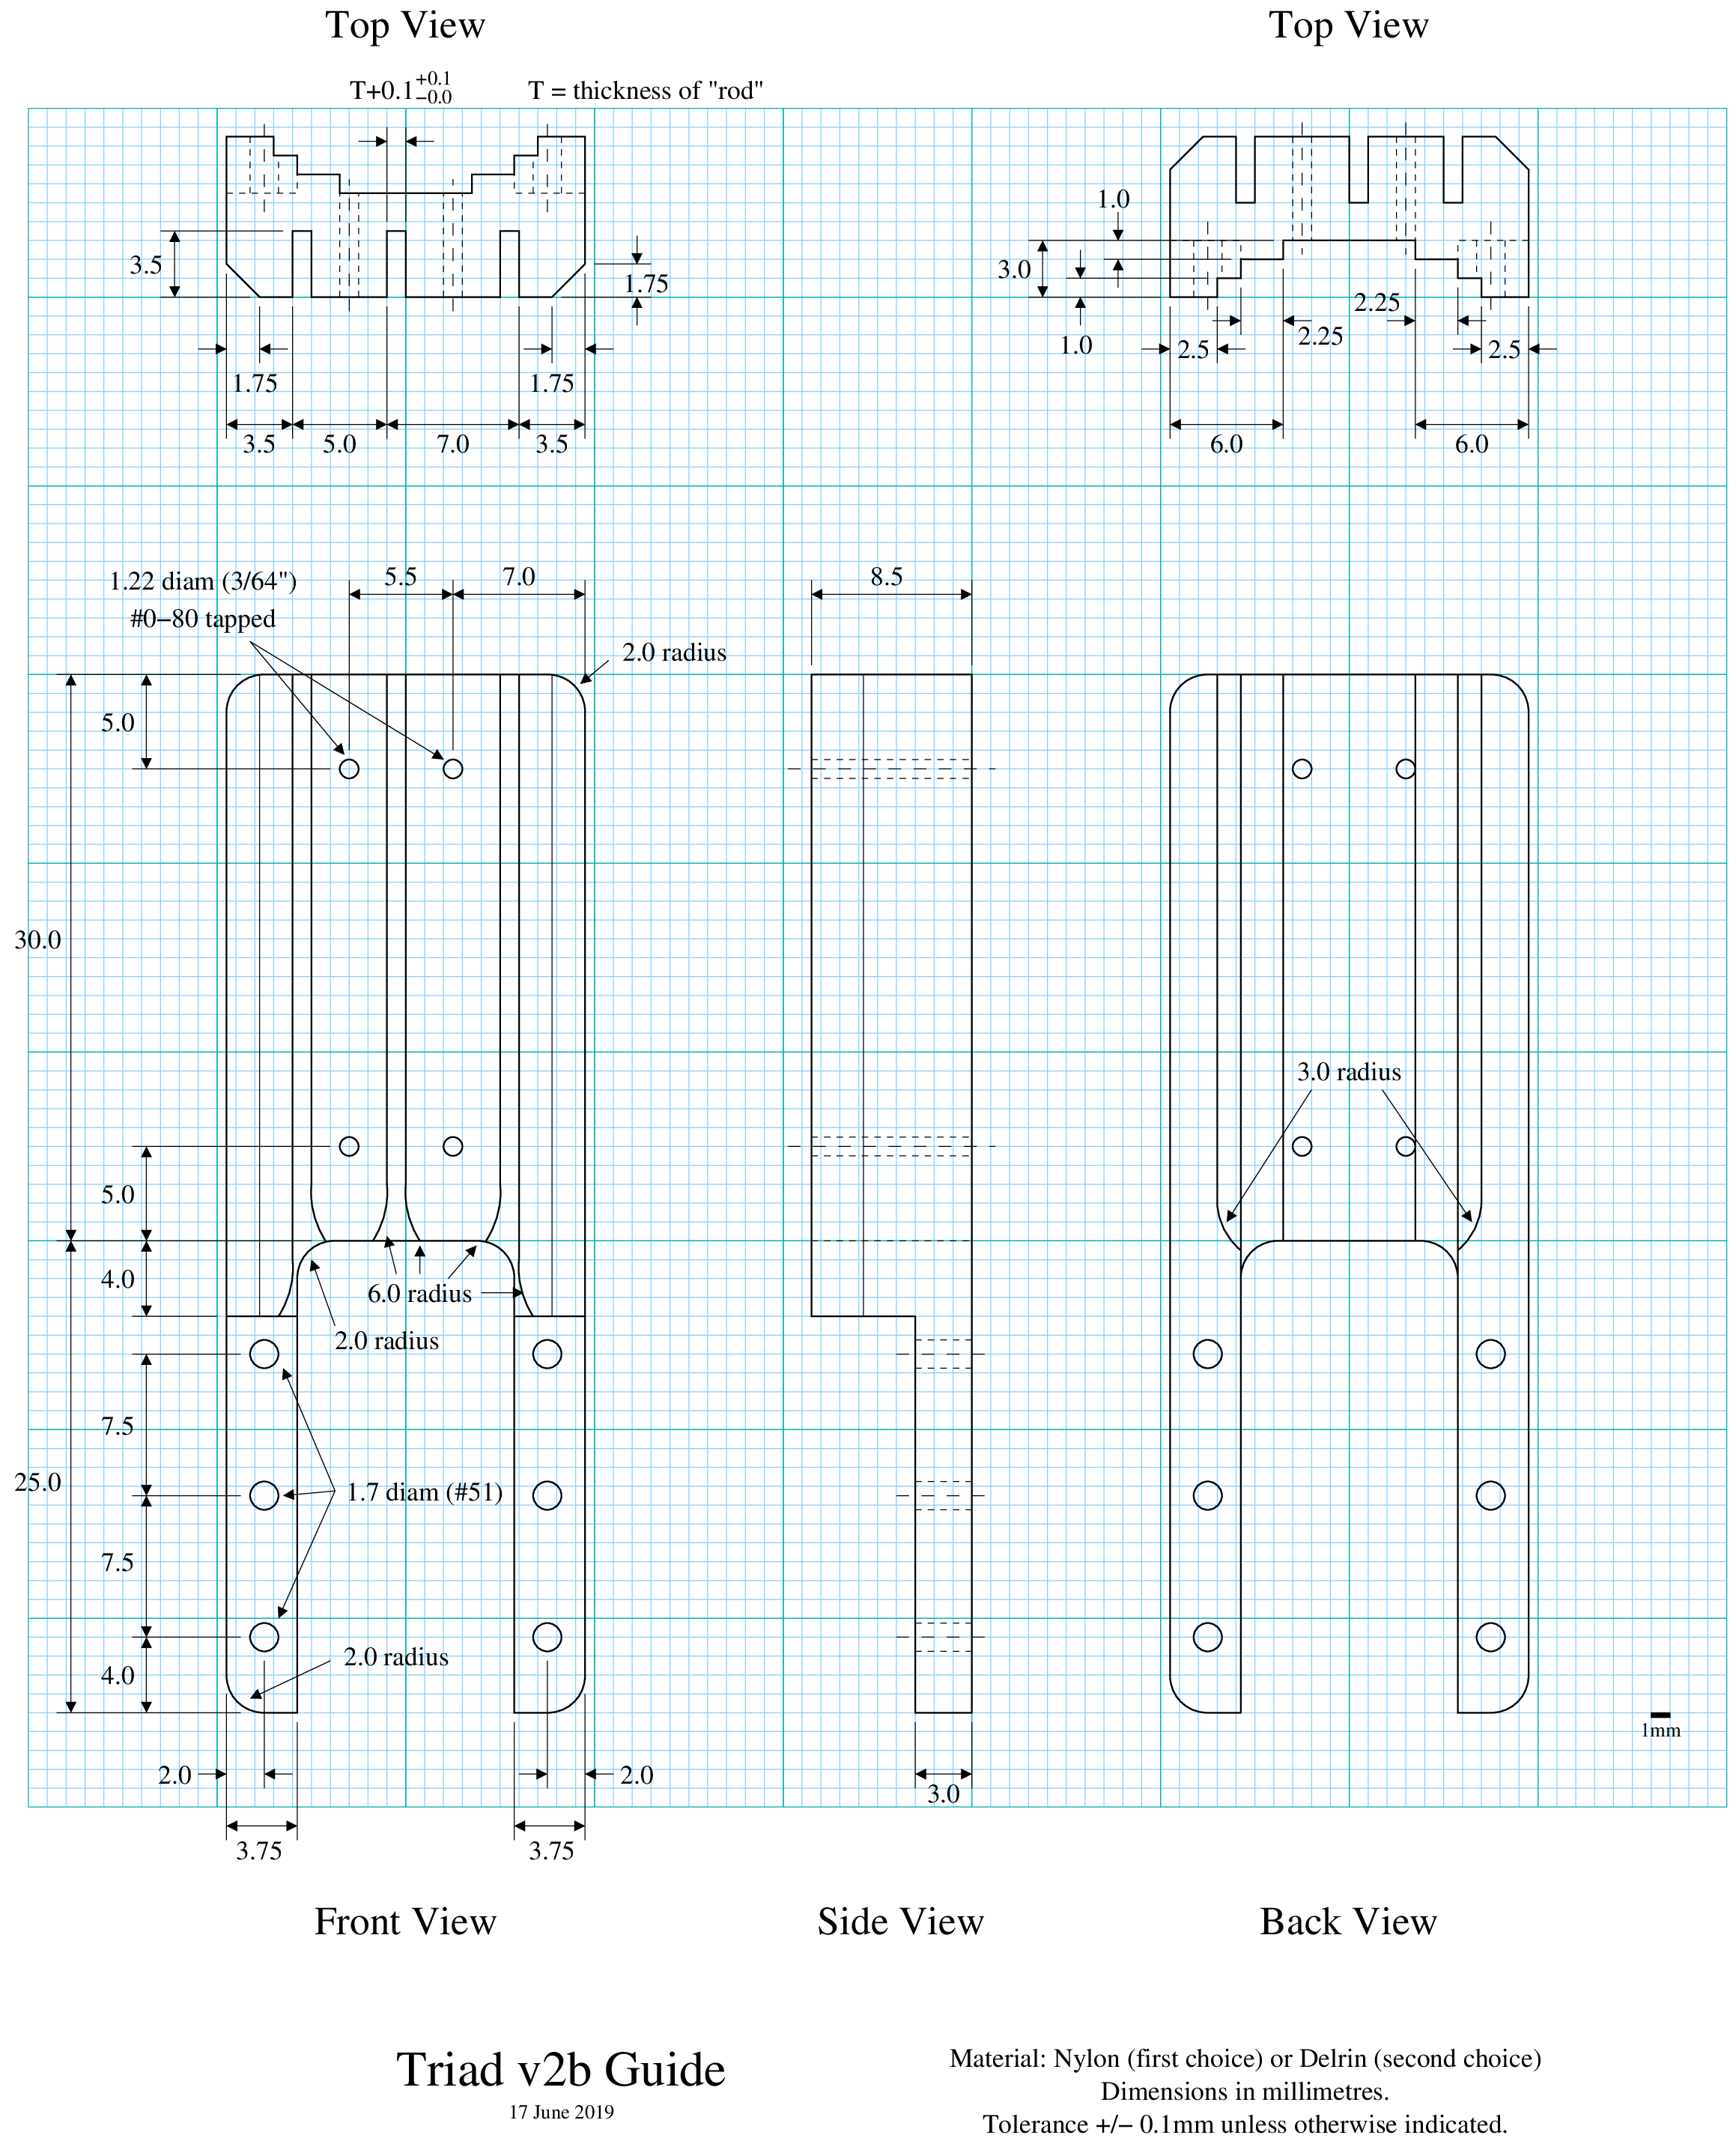 Top View
Top View
T+0.1 +0.1 −0.0
T = thickness of "rod"
3.5
1.75
1.75
1.75
3.5
5.0
7.0
3.5
1.0
3.0
1.0
2.25
2.25
2.5
2.5
6.0
6.0
1.22 diam (3/64")
#0−80 tapped
5.5
7.0
8.5
2.0 radius
5.0
30.0
3.0 radius
5.0
4.0
6.0 radius
2.0 radius
7.5
25.0
1.7 diam (#51)
7.5
2.0 radius
4.0
1mm
2.0
2.0
3.0
3.75
3.75
Front View
Side View
Back View
Triad v2b Guide
17 June 2019
Material: Nylon (first choice) or Delrin (second choice)
Dimensions in millimetres.
Tolerance +/− 0.1mm unless otherwise indicated.